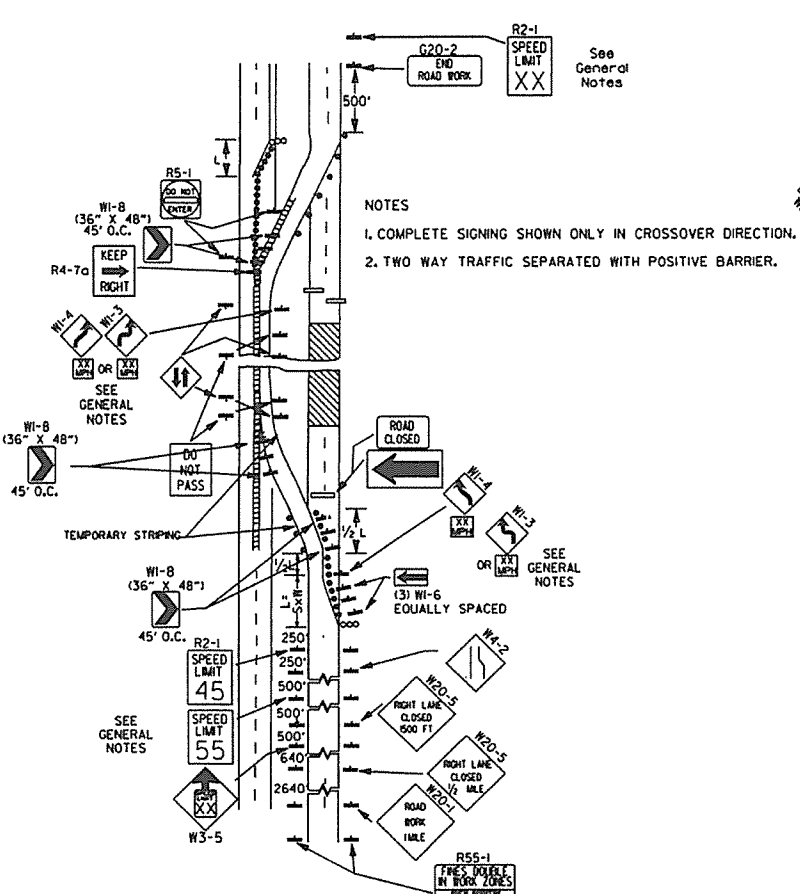 R2-1
SPEED
LIMIT
XX
See
General
Notes
G20-2
END
ROAD WORK
500'
L
R5-1
DO NOT
ENTER
W1-8
(36" X 48")
45' O.C.
KEEP
RIGHT
R4-7a
NOTES
1. COMPLETE SIGNING SHOWN ONLY IN CROSSOVER DIRECTION.
2. TWO WAY TRAFFIC SEPARATED WITH POSITIVE BARRIER.
W1-4
W1-3
XX
MPH
OR
XX
MPH
SEE
GENERAL
NOTES
W1-8
(36" X 48")
45' O.C.
DO
NOT
PASS
ROAD
CLOSED
W1-4
XX
MPH
W1-3
OR
XX
MPH
SEE
GENERAL
NOTES
TEMPORARY STRIPING
½ L
½ L
L=
SxW
W1-8
(36" X 48")
45' O.C.
(3) W1-6
EQUALLY SPACED
R2-1
SPEED
LIMIT
45
250'
250'
500'
500'
500'
640'
2640'
W4-2
SEE
GENERAL
NOTES
SPEED
LIMIT
55
W20-5
RIGHT LANE
CLOSED
1500 FT
W20-5
RIGHT LANE
CLOSED
½ MILE
XX
W3-5
W20-1
ROAD
WORK
1 MILE
R55-1
FINES DOUBLE
IN WORK ZONES